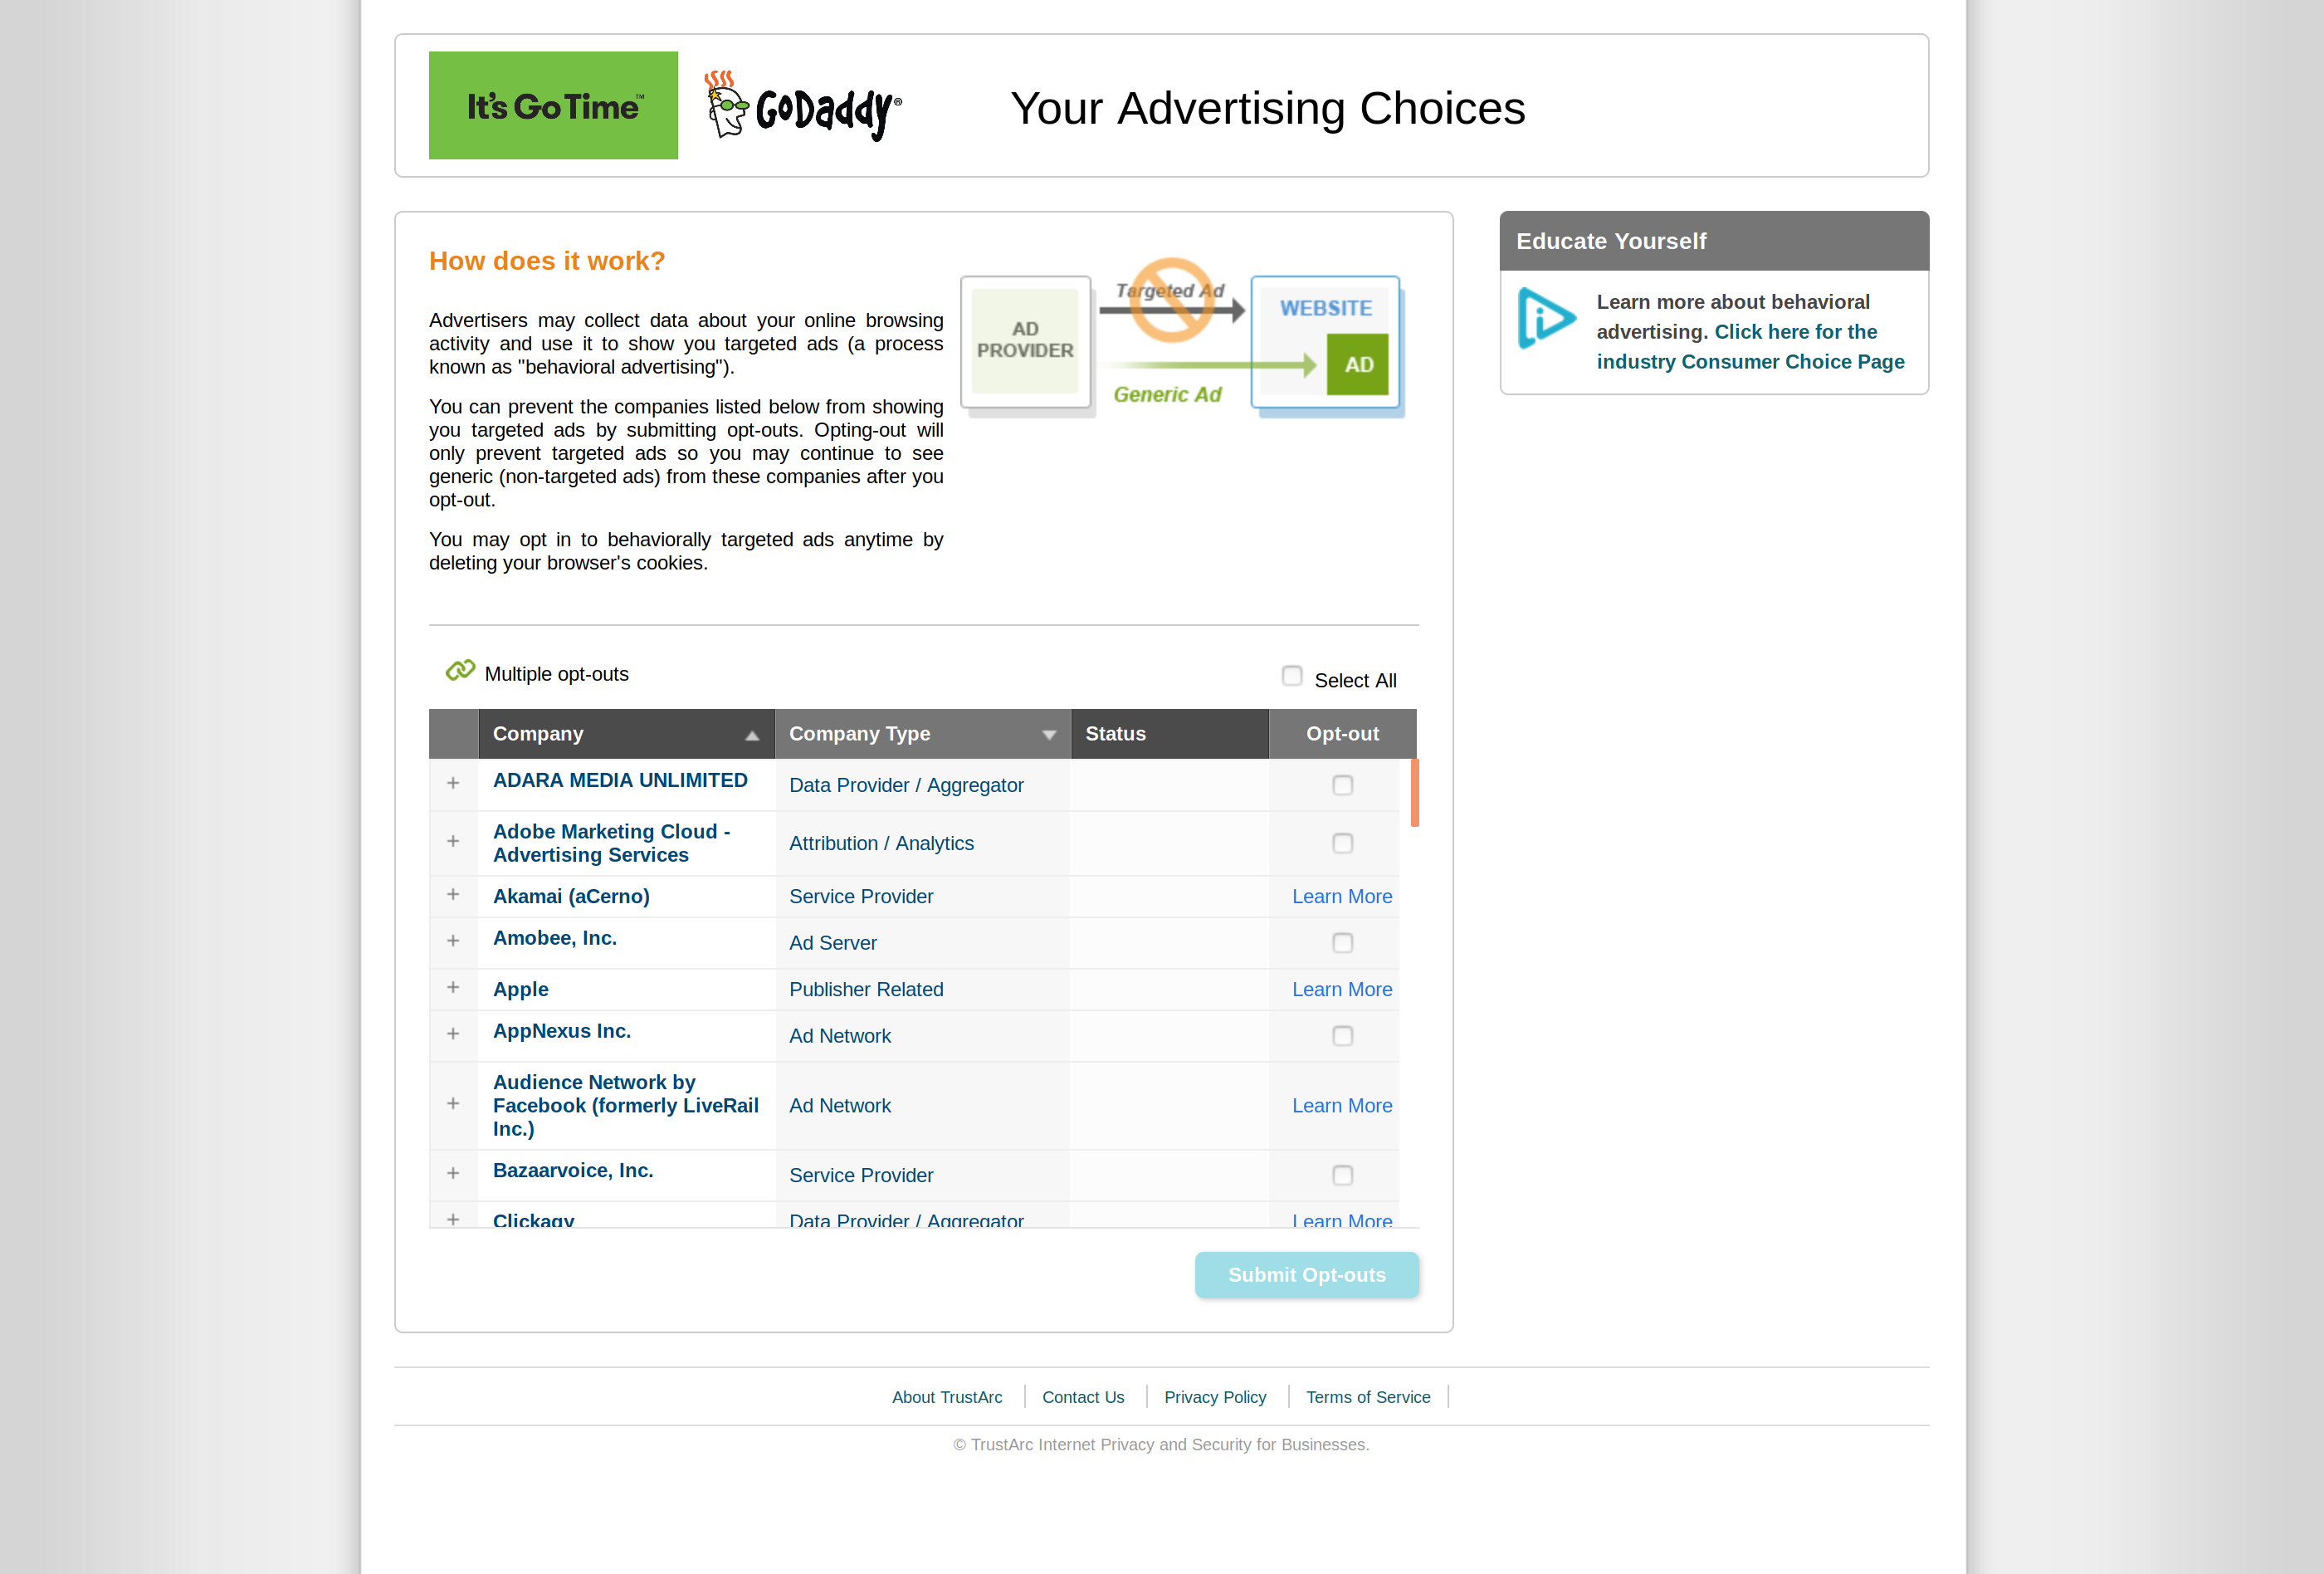 It's Go Time™
GoDaddy®
Your Advertising Choices
How does it work?
Advertisers may collect data about your online browsing
activity and use it to show you targeted ads (a process
known as "behavioral advertising").
You can prevent the companies listed below from showing
you targeted ads by submitting opt-outs. Opting-out will
only prevent targeted ads so you may continue to see
generic (non-targeted ads) from these companies after you
opt-out.
You may opt in to behaviorally targeted ads anytime by
deleting your browser's cookies.
AD
PROVIDER
Targeted Ad
Generic Ad
WEBSITE
AD
Educate Yourself
Learn more about behavioral
advertising. Click here for the
industry Consumer Choice Page
Multiple opt-outs
Select All
Company Company Type Status Opt-out
+ ADARA MEDIA UNLIMITED Data Provider / Aggregator
+ Adobe Marketing Cloud -
Advertising Services Attribution / Analytics
+ Akamai (aCerno) Service Provider Learn More
+ Amobee, Inc. Ad Server
+ Apple Publisher Related Learn More
+ AppNexus Inc. Ad Network
+ Audience Network by
Facebook (formerly LiveRail
Inc.) Ad Network Learn More
+ Bazaarvoice, Inc. Service Provider
+ Clickagy Data Provider / Aggregator Learn More
Submit Opt-outs
About TrustArc Contact Us Privacy Policy Terms of Service
© TrustArc Internet Privacy and Security for Businesses.